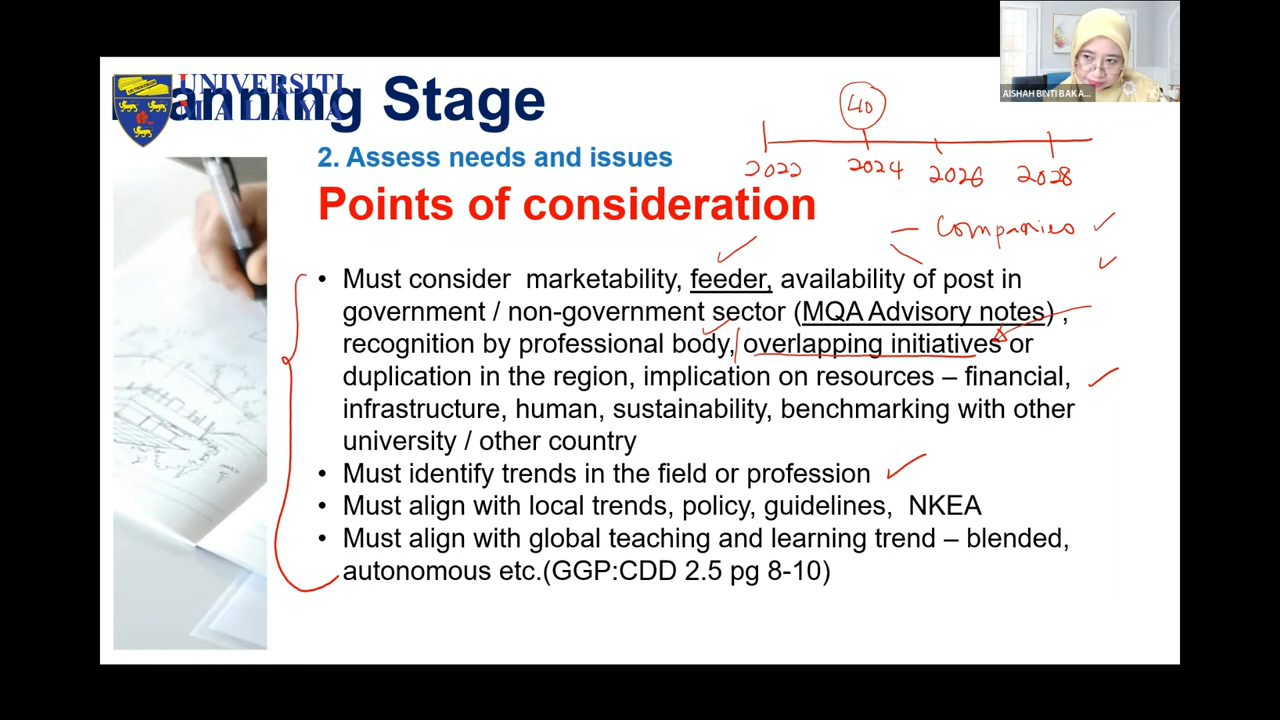 UNIVERSITI
MALAYA
anning Stage
2. Assess needs and issues
Points of consideration
40
2022 2024 2026 2028
– Companies ✓
AISHAH BINTI BAK A...
• Must consider marketability, feeder, availability of post in
government / non-government sector (MQA Advisory notes) ,
recognition by professional body, overlapping initiatives or
duplication in the region, implication on resources – financial,
infrastructure, human, sustainability, benchmarking with other
university / other country
• Must identify trends in the field or profession
• Must align with local trends, policy, guidelines, NKEA
• Must align with global teaching and learning trend – blended,
autonomous etc.(GGP:CDD 2.5 pg 8-10)